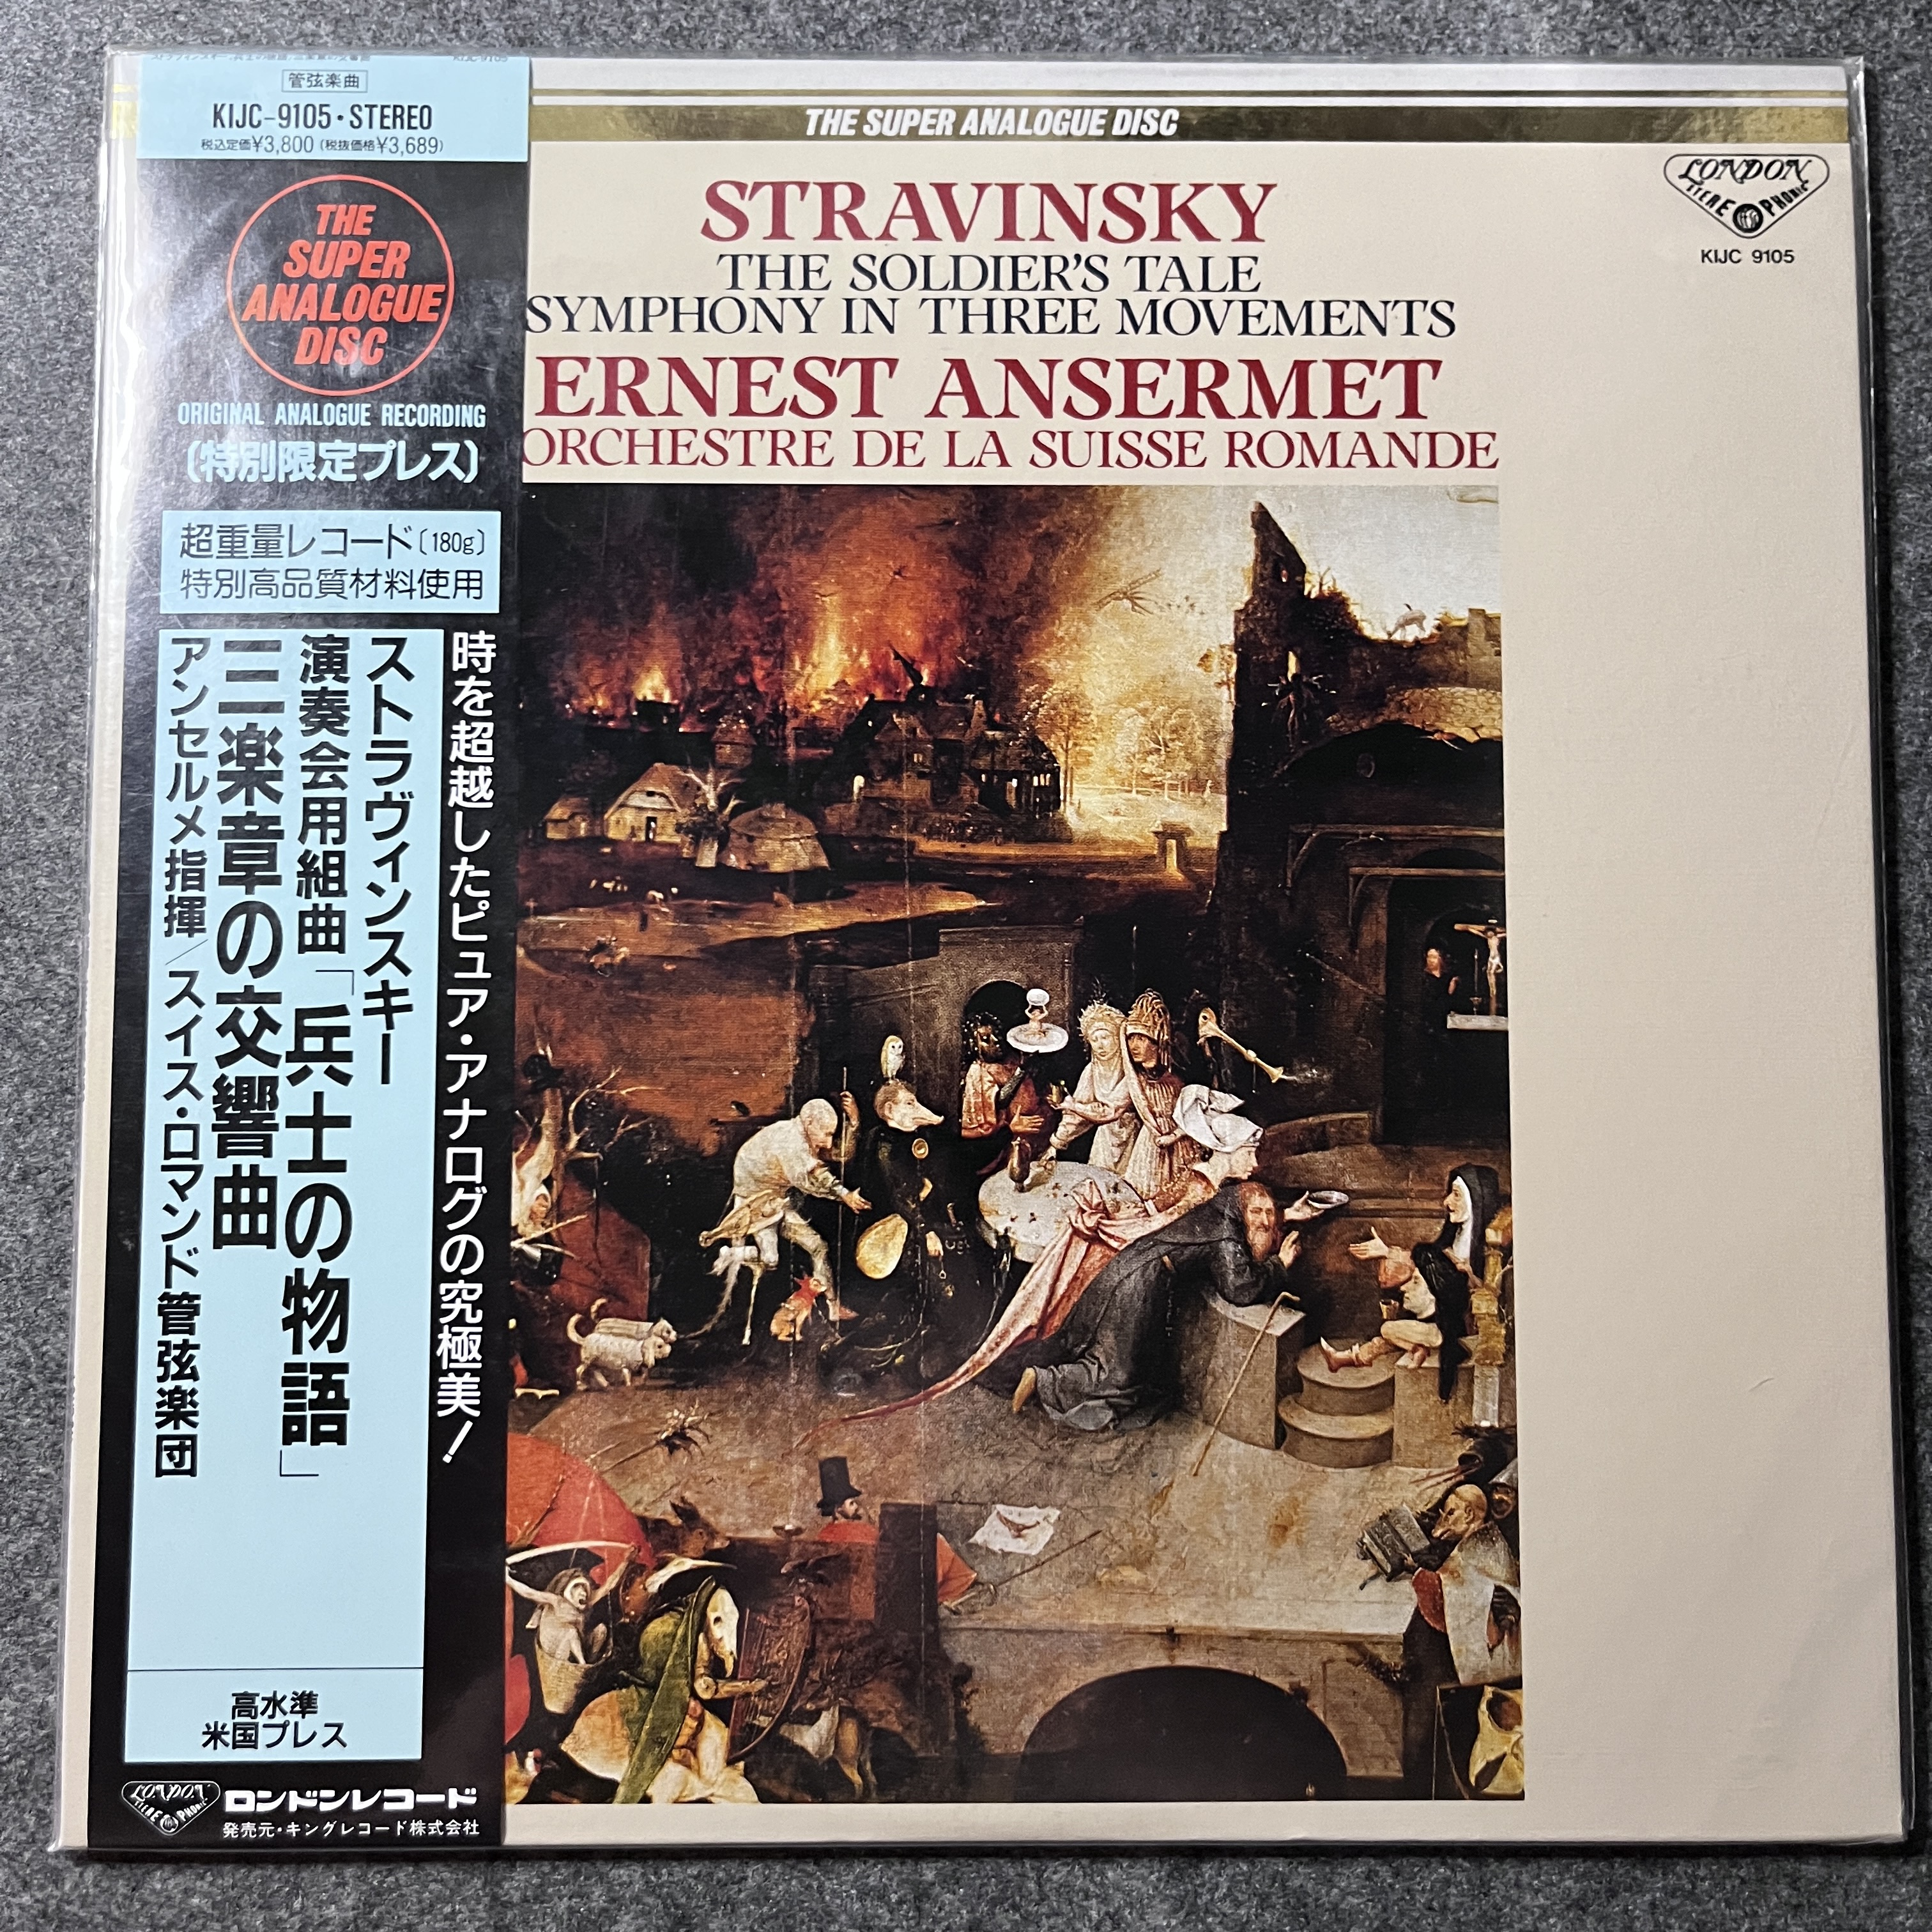 管弦楽曲
KIJC-9105・STEREO
税込定価¥3,800(税抜価格¥3,689)
THE
SUPER
ANALOGUE
DISC
ORIGINAL ANALOGUE RECORDING
(特別限定プレス)
超重量レコード(180g)
特別高品質材料使用
時を超越したピュア・アナログの究極美!
ストラヴィンスキー
演奏会用組曲「兵士の物語」
三楽章の交響曲
アンセルメ指揮/スイス・ロマンド管弦楽団
高水準
米国プレス
LONDON
STEREOPHONIC
ロンドンレコード
発売元・キングレコード株式会社
THE SUPER ANALOGUE DISC
LONDON
STEREOPHONIC
KIJC 9105
STRAVINSKY
THE SOLDIER'S TALE
SYMPHONY IN THREE MOVEMENTS
ERNEST ANSERMET
ORCHESTRE DE LA SUISSE ROMANDE